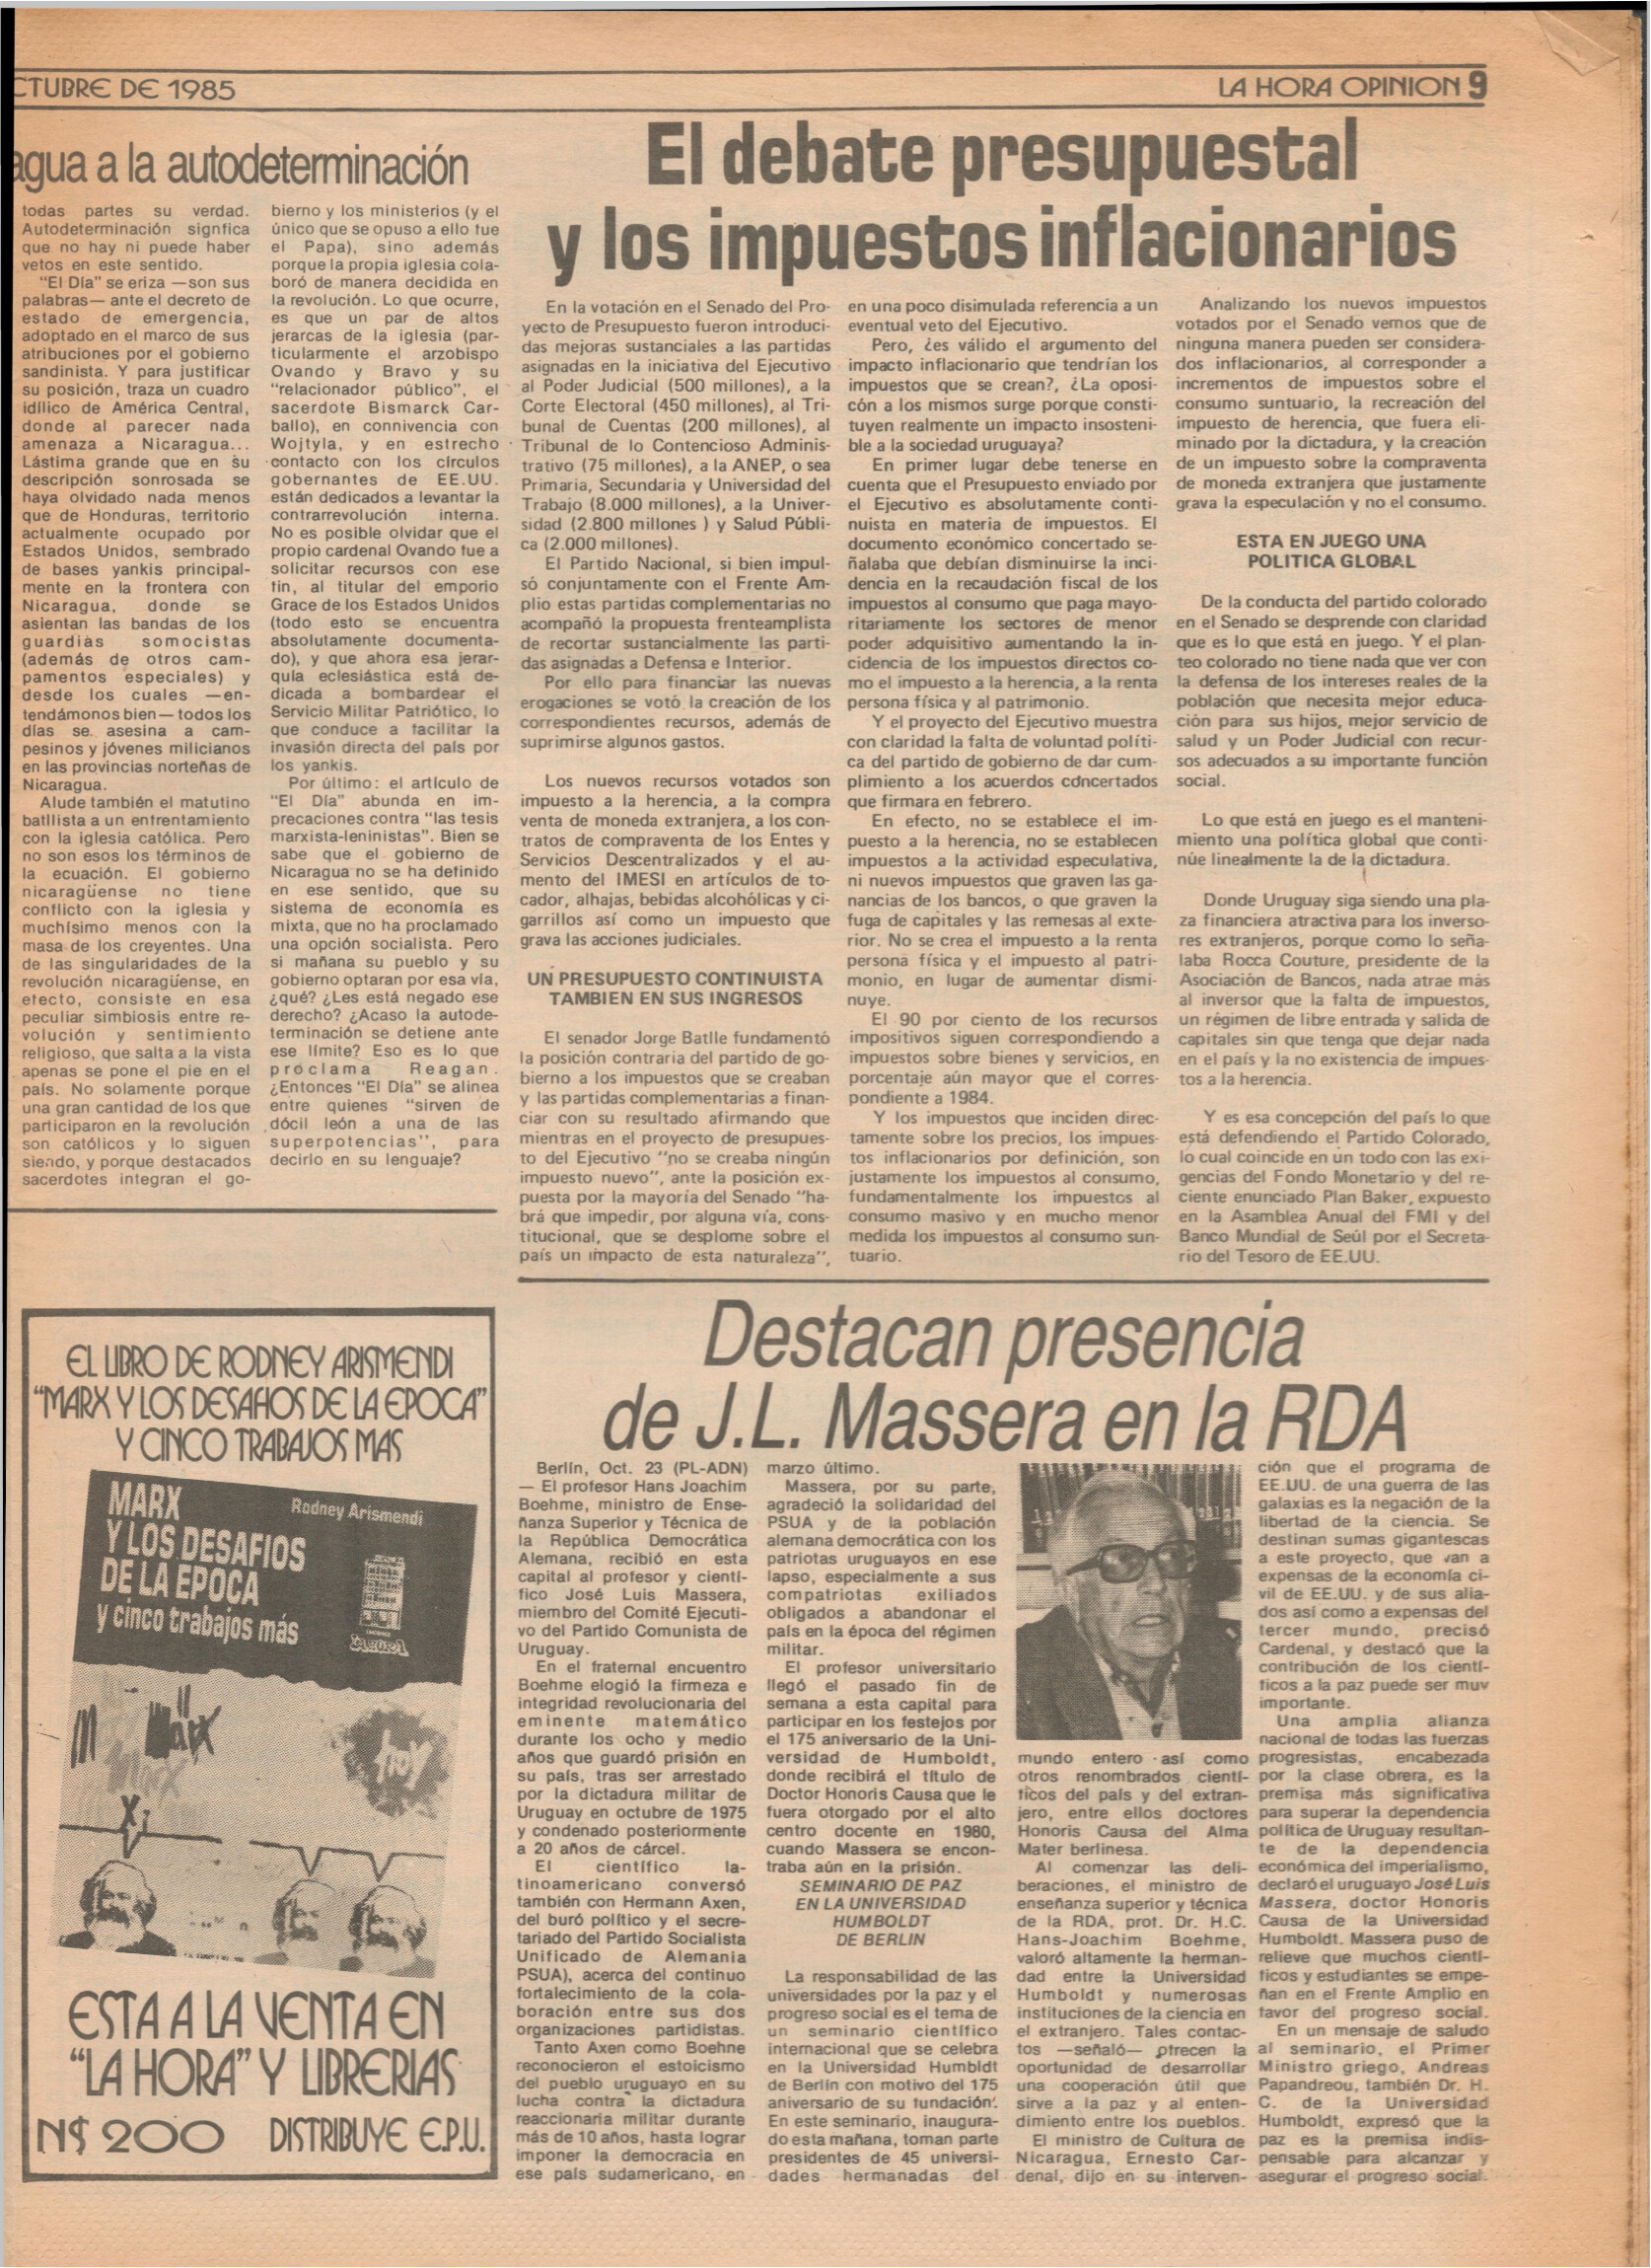 CTUBRE DE 1985
LA HORA OPINION 9
agua a la autodeterminación
todas partes su verdad.
Autodeterminación signfica
que no hay ni puede haber
vetos en este sentido.
"El Día" se eriza —son sus
palabras— ante el decreto de
estado de emergencia,
adoptado en el marco de sus
atribuciones por el gobierno
sandinista. Y para justificar
su posición, traza un cuadro
idílico de América Central,
donde al parecer nada
amenaza a Nicaragua...
Lástima grande que en su
descripción sonrosada se
haya olvidado nada menos
que de Honduras, territorio
actualmente ocupado por
Estados Unidos, sembrado
de bases yankis principal-
mente en la frontera con
Nicaragua, donde se
asientan las bandas de los
guardias somocistas
(además de otros cam-
pamentos especiales) y
desde los cuales —en-
tendámonos bien— todos los
días se asesina a cam-
pesinos y jóvenes milicianos
en las provincias norteñas de
Nicaragua.
Alude también el matutino
batllista a un entrentamiento
con la iglesia católica. Pero
no son esos los términos de
la ecuación. El gobierno
nicaragüense no tiene
conflicto con la iglesia y
muchísimo menos con la
masa de los creyentes. Una
de las singularidades de la
revolución nicaragüense, en
efecto, consiste en esa
peculiar simbiosis entre re-
volución y sentimiento
religioso, que salta a la vista
apenas se pone el pie en el
país. No solamente porque
una gran cantidad de los que
participaron en la revolución
son católicos y lo siguen
siendo, y porque destacados
sacerdotes integran el go-
bierno y los ministerios (y el
único que se opuso a ello fue
el Papa), sino además
porque la propia iglesia cola-
boró de manera decidida en
la revolución. Lo que ocurre,
es que un par de altos
jerarcas de la iglesia (par-
ticularmente el arzobispo
Ovando y Bravo y su
"relacionador público", el
sacerdote Bismarck Car-
ballo), en connivencia con
Wojtyla, y en estrecho
contacto con los círculos
gobernantes de EE.UU.
están dedicados a levantar la
contrarrevolución interna.
No es posible olvidar que el
propio cardenal Ovando fue a
solicitar recursos con ese
fin, al titular del emporio
Grace de los Estados Unidos
(todo esto se encuentra
absolutamente documenta-
do), y que ahora esa jerar-
quía eclesiástica está de-
dicada a bombardear el
Servicio Militar Patriótico, lo
que conduce a facilitar la
invasión directa del país por
los yankis.
Por último: el artículo de
"El Día" abunda en im-
precaciones contra "las tesis
marxista-leninistas". Bien se
sabe que el gobierno de
Nicaragua no se ha definido
en ese sentido, que su
sistema de economía es
mixta, que no ha proclamado
una opción socialista. Pero
si mañana su pueblo y su
gobierno optaran por esa vía,
¿qué? ¿Les está negado ese
derecho? ¿Acaso la autode-
terminación se detiene ante
ese límite? Eso es lo que
proclama Reagan.
¿Entonces "El Día" se alinea
entre quienes "sirven de
dócil león a una de las
superpotencias", para
decirlo en su lenguaje?
El debate presupuestal
y los impuestos inflacionarios
En la votación en el Senado del Pro-
yecto de Presupuesto fueron introduci-
das mejoras sustanciales a las partidas
asignadas en la iniciativa del Ejecutivo
al Poder Judicial (500 millones), a la
Corte Electoral (450 millones), al Tri-
bunal de Cuentas (200 millones), al
Tribunal de lo Contencioso Adminis-
trativo (75 millones), a la ANEP, o sea
Primaria, Secundaria y Universidad del
Trabajo (8.000 millones), a la Univer-
sidad (2.800 millones ) y Salud Públi-
ca (2.000 millones).
El Partido Nacional, si bien impul-
só conjuntamente con el Frente Am-
plio estas partidas complementarias no
acompañó la propuesta frenteamplista
de recortar sustancialmente las parti-
das asignadas a Defensa e Interior.
Por ello para financiar las nuevas
erogaciones se votó la creación de los
correspondientes recursos, además de
suprimirse algunos gastos.
Los nuevos recursos votados son
impuesto a la herencia, a la compra
venta de moneda extranjera, a los con-
tratos de compraventa de los Entes y
Servicios Descentralizados y el au-
mento del IMESI en artículos de to-
cador, alhajas, bebidas alcohólicas y ci-
garrillos así como un impuesto que
grava las acciones judiciales.
UN PRESUPUESTO CONTINUISTA
TAMBIEN EN SUS INGRESOS
El senador Jorge Batlle fundamentó
la posición contraria del partido de go-
bierno a los impuestos que se creaban
y las partidas complementarias a finan-
ciar con su resultado afirmando que
mientras en el proyecto de presupues-
to del Ejecutivo "no se creaba ningún
impuesto nuevo", ante la posición ex-
puesta por la mayoría del Senado "ha-
brá que impedir, por alguna vía, cons-
titucional, que se desplome sobre el
país un impacto de esta naturaleza",
en una poco disimulada referencia a un
eventual veto del Ejecutivo.
Pero, ¿es válido el argumento del
impacto inflacionario que tendrían los
impuestos que se crean?, ¿La oposi-
cón a los mismos surge porque consti-
tuyen realmente un impacto insosteni-
ble a la sociedad uruguaya?
En primer lugar debe tenerse en
cuenta que el Presupuesto enviado por
el Ejecutivo es absolutamente conti-
nuista en materia de impuestos. El
documento económico concertado se-
ñalaba que debían disminuirse la inci-
dencia en la recaudación fiscal de los
impuestos al consumo que paga mayo-
ritariamente los sectores de menor
poder adquisitivo aumentando la in-
cidencia de los impuestos directos co-
mo el impuesto a la herencia, a la renta
persona física y al patrimonio.
Y el proyecto del Ejecutivo muestra
con claridad la falta de voluntad políti-
ca del partido de gobierno de dar cum-
plimiento a los acuerdos concertados
que firmara en febrero.
En efecto, no se establece el im-
puesto a la herencia, no se establecen
impuestos a la actividad especulativa,
ni nuevos impuestos que graven las ga-
nancias de los bancos, o que graven la
fuga de capitales y las remesas al exte-
rior. No se crea el impuesto a la renta
persona física y el impuesto al patri-
monio, en lugar de aumentar dismi-
nuye.
El 90 por ciento de los recursos
impositivos siguen correspondiendo a
impuestos sobre bienes y servicios, en
porcentaje aún mayor que el corres-
pondiente a 1984.
Y los impuestos que inciden direc-
tamente sobre los precios, los impues-
tos inflacionarios por definición, son
justamente los impuestos al consumo,
fundamentalmente los impuestos al
consumo masivo y en mucho menor
medida los impuestos al consumo sun-
tuario.
Analizando los nuevos impuestos
votados por el Senado vemos que de
ninguna manera pueden ser considera-
dos inflacionarios, al corresponder a
incrementos de impuestos sobre el
consumo suntuario, la recreación del
impuesto de herencia, que fuera eli-
minado por la dictadura, y la creación
de un impuesto sobre la compraventa
de moneda extranjera que justamente
grava la especulación y no el consumo.
ESTA EN JUEGO UNA
POLITICA GLOBAL
De la conducta del partido colorado
en el Senado se desprende con claridad
que es lo que está en juego. Y el plan-
teo colorado no tiene nada que ver con
la defensa de los intereses reales de la
población que necesita mejor educa-
ción para sus hijos, mejor servicio de
salud y un Poder Judicial con recur-
sos adecuados a su importante función
social.
Lo que está en juego es el manteni-
miento una política global que conti-
núe linealmente la de la dictadura.
Donde Uruguay siga siendo una pla-
za financiera atractiva para los inverso-
res extranjeros, porque como lo seña-
laba Rocca Couture, presidente de la
Asociación de Bancos, nada atrae más
al inversor que la falta de impuestos,
un régimen de libre entrada y salida de
capitales sin que tenga que dejar nada
en el país y la no existencia de impues-
tos a la herencia.
Y es esa concepción del país lo que
está defendiendo el Partido Colorado,
lo cual coincide en un todo con las exi-
gencias del Fondo Monetario y del re-
ciente enunciado Plan Baker, expuesto
en la Asamblea Anual del FMI y del
Banco Mundial de Seúl por el Secreta-
rio del Tesoro de EE.UU.
EL LIBRO DE RODNEY ARISMENDI
"MARX Y LOS DESAFIOS DE LA EPOCA"
Y CINCO TRABAJOS MAS
MARX
Y LOS DESAFIOS
DE LA EPOCA
y cinco trabajos más
Rodney Arismendi
marx
hoy
ESTA A LA VENTA EN
"LA HORA" Y LIBRERIAS
N$ 200 DISTRIBUYE E.P.U.
Destacan presencia
de J.L. Massera en la RDA
Berlín, Oct. 23 (PL-ADN)
— El profesor Hans Joachim
Boehme, ministro de Ense-
ñanza Superior y Técnica de
la República Democrática
Alemana, recibió en esta
capital al profesor y cientí-
fico José Luis Massera,
miembro del Comité Ejecuti-
vo del Partido Comunista de
Uruguay.
En el fraternal encuentro
Boehme elogió la firmeza e
integridad revolucionaria del
eminente matemático
durante los ocho y medio
años que guardó prisión en
su país, tras ser arrestado
por la dictadura militar de
Uruguay en octubre de 1975
y condenado posteriormente
a 20 años de cárcel.
El científico la-
tinoamericano conversó
también con Hermann Axen,
del buró político y el secre-
tariado del Partido Socialista
Unificado de Alemania
PSUA), acerca del continuo
fortalecimiento de la cola-
boración entre sus dos
organizaciones partidistas.
Tanto Axen como Boehne
reconocieron el estoicismo
del pueblo uruguayo en su
lucha contra la dictadura
reaccionaria militar durante
más de 10 años, hasta lograr
imponer la democracia en
ese país sudamericano, en
marzo último.
Massera, por su parte,
agradeció la solidaridad del
PSUA y de la población
alemana democrática con los
patriotas uruguayos en ese
lapso, especialmente a sus
compatriotas exiliados
obligados a abandonar el
país en la época del régimen
militar.
El profesor universitario
llegó el pasado fin de
semana a esta capital para
participar en los festejos por
el 175 aniversario de la Uni-
versidad de Humboldt,
donde recibirá el título de
Doctor Honoris Causa que le
fuera otorgado por el alto
centro docente en 1980,
cuando Massera se encon-
traba aún en la prisión.
SEMINARIO DE PAZ
EN LA UNIVERSIDAD
HUMBOLDT
DE BERLIN
La responsabilidad de las
universidades por la paz y el
progreso social es el tema de
un seminario científico
internacional que se celebra
en la Universidad Humbldt
de Berlín con motivo del 175
aniversario de su fundación.
En este seminario, inaugura-
do esta mañana, toman parte
presidentes de 45 universi-
dades hermanadas del
mundo entero así como
otros renombrados cientí-
ficos del país y del extran-
jero, entre ellos doctores
Honoris Causa del Alma
Mater berlinesa.
Al comenzar las deli-
beraciones, el ministro de
enseñanza superior y técnica
de la RDA, prof. Dr. H.C.
Hans-Joachim Boehme,
valoró altamente la herman-
dad entre la Universidad
Humboldt y numerosas
instituciones de la ciencia en
el extranjero. Tales contac-
tos —señaló— ofrecen la
oportunidad de desarrollar
una cooperación útil que
sirve a la paz y al enten-
dimiento entre los pueblos.
El ministro de Cultura de
Nicaragua, Ernesto Car-
denal, dijo en su interven-
ción que el programa de
EE.UU. de una guerra de las
galaxias es la negación de la
libertad de la ciencia. Se
destinan sumas gigantescas
a este proyecto, que van a
expensas de la economía ci-
vil de EE.UU. y de sus alia-
dos así como a expensas del
tercer mundo, precisó
Cardenal, y destacó que la
contribución de los cientí-
ficos a la paz puede ser muy
importante.
Una amplia alianza
nacional de todas las fuerzas
progresistas, encabezada
por la clase obrera, es la
premisa más significativa
para superar la dependencia
política de Uruguay resultan-
te de la dependencia
económica del imperialismo,
declaró el uruguayo José Luis
Massera, doctor Honoris
Causa de la Universidad
Humboldt. Massera puso de
relieve que muchos cientí-
ficos y estudiantes se empe-
ñan en el Frente Amplio en
favor del progreso social.
En un mensaje de saludo
al seminario, el Primer
Ministro griego, Andreas
Papandreou, también Dr. H.
C. de la Universidad
Humboldt, expresó que la
paz es la premisa indis-
pensable para alcanzar y
asegurar el progreso social.